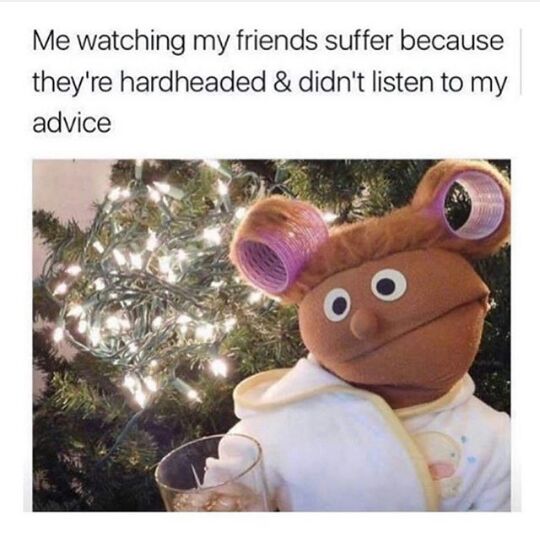 Me watching my friends suffer because
they're hardheaded & didn't listen to my
advice